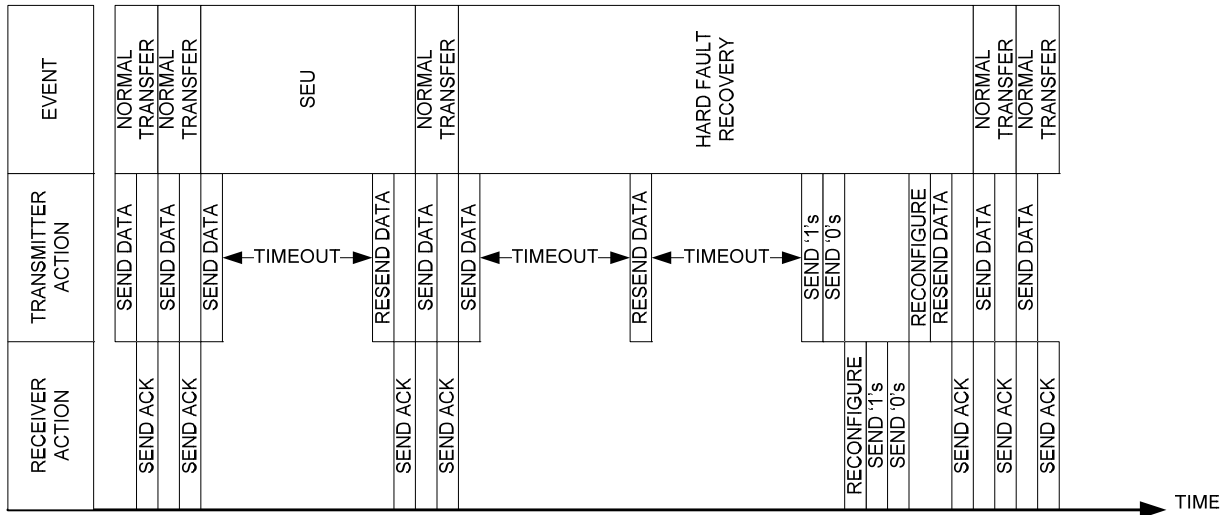 EVENT
NORMAL
TRANSFER
NORMAL
TRANSFER
SEU
NORMAL
TRANSFER
HARD FAULT
RECOVERY
NORMAL
TRANSFER
NORMAL
TRANSFER
TRANSMITTER
ACTION
SEND DATA
SEND DATA
SEND DATA
TIMEOUT
RESEND DATA
SEND DATA
SEND DATA
TIMEOUT
RESEND DATA
TIMEOUT
SEND '1's
SEND '0's
RECONFIGURE
RESEND DATA
SEND DATA
SEND DATA
RECEIVER
ACTION
SEND ACK
SEND ACK
SEND ACK
SEND ACK
RECONFIGURE
SEND '1's
SEND '0's
SEND ACK
SEND ACK
SEND ACK
TIME